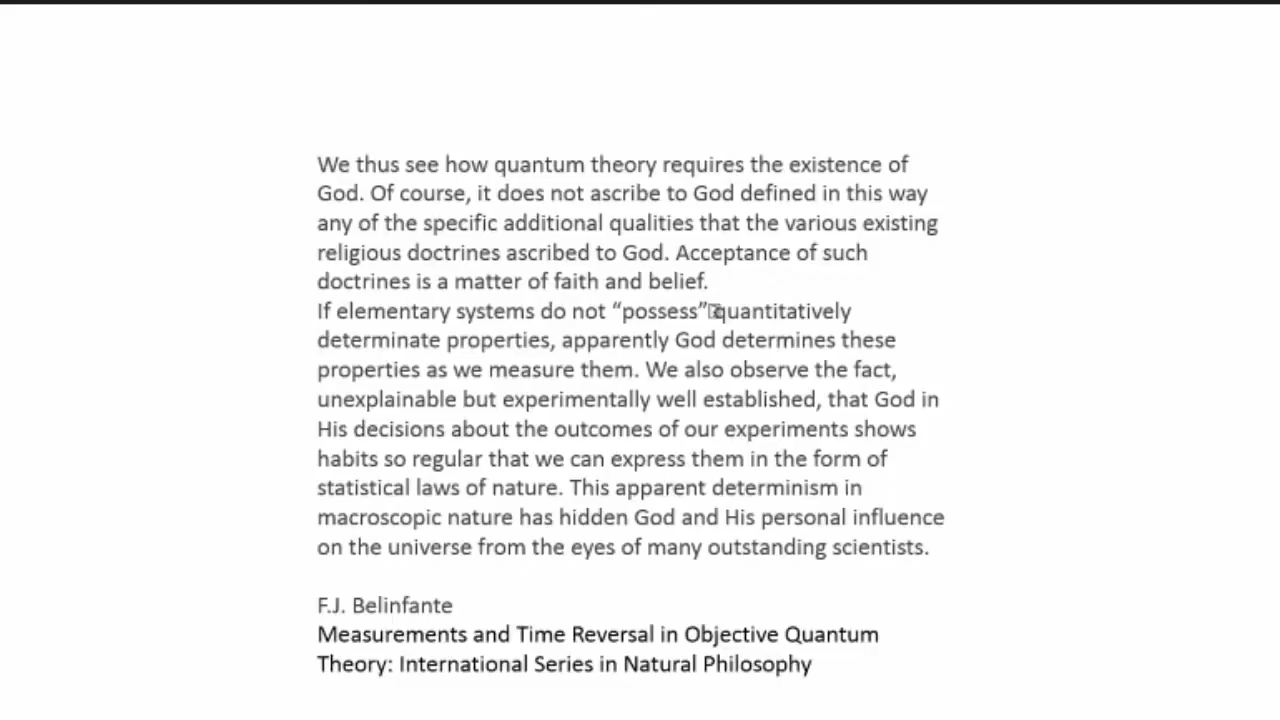 We thus see how quantum theory requires the existence of
God. Of course, it does not ascribe to God defined in this way
any of the specific additional qualities that the various existing
religious doctrines ascribed to God. Acceptance of such
doctrines is a matter of faith and belief.
If elementary systems do not “possess” quantitatively
determinate properties, apparently God determines these
properties as we measure them. We also observe the fact,
unexplainable but experimentally well established, that God in
His decisions about the outcomes of our experiments shows
habits so regular that we can express them in the form of
statistical laws of nature. This apparent determinism in
macroscopic nature has hidden God and His personal influence
on the universe from the eyes of many outstanding scientists.
F.J. Belinfante
Measurements and Time Reversal in Objective Quantum
Theory: International Series in Natural Philosophy